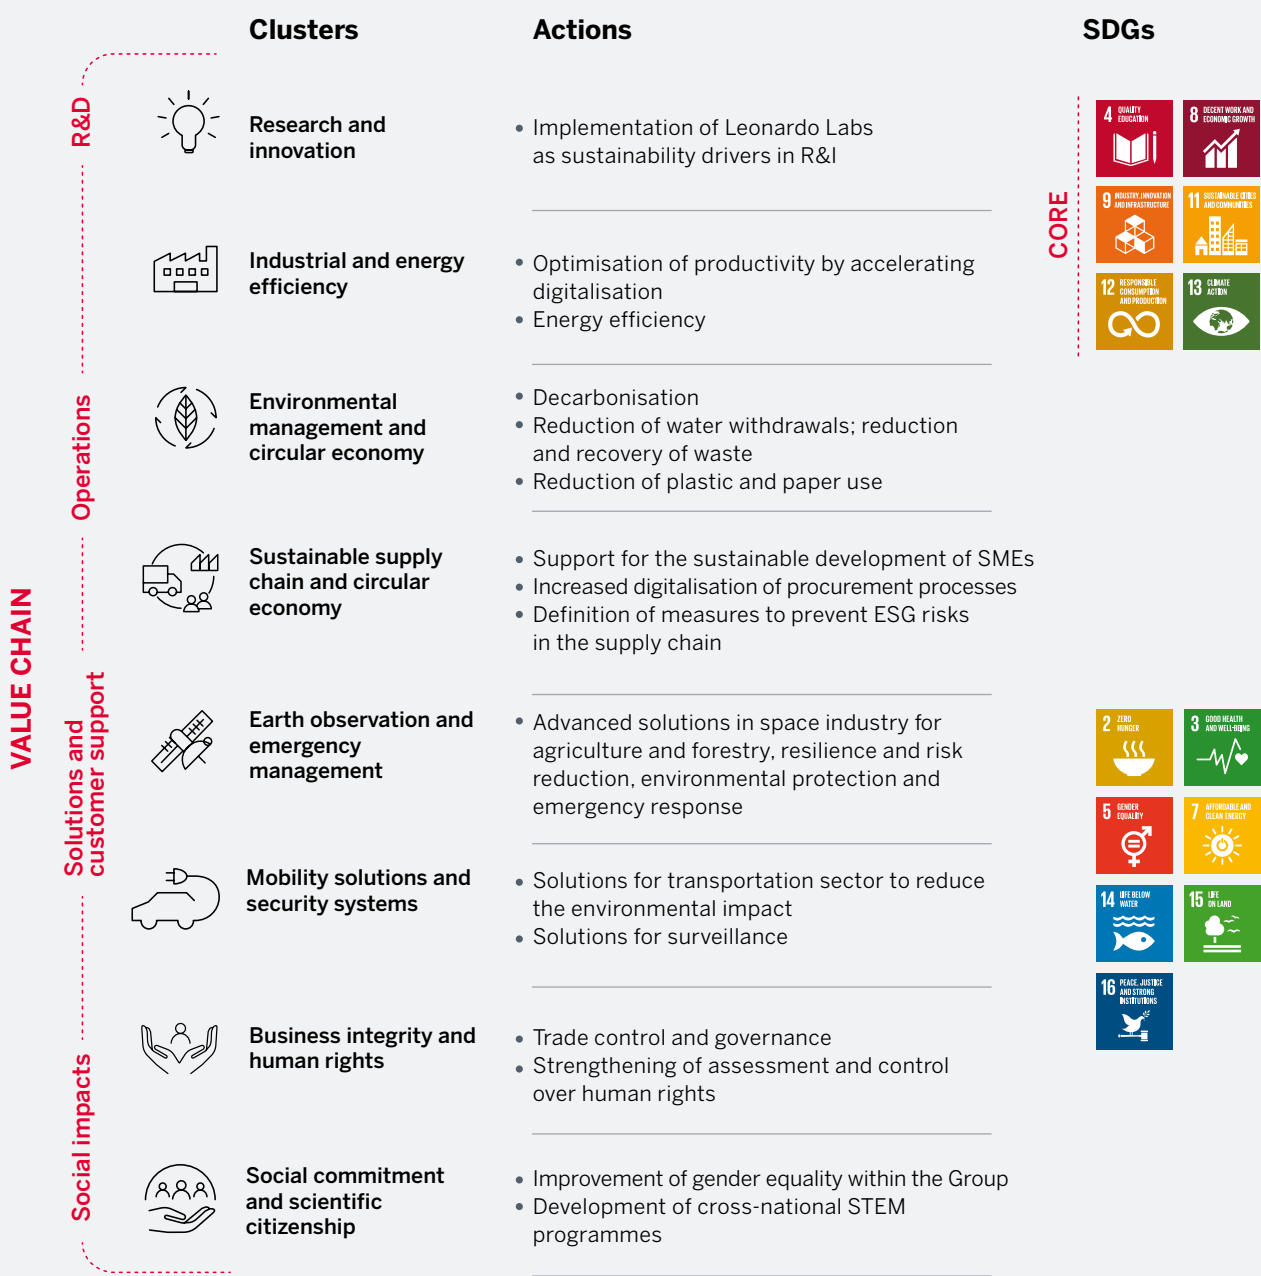 Clusters
Actions
SDGs
VALUE CHAIN
R&D
Operations
Solutions and
customer support
Social impacts
Research and
innovation
• Implementation of Leonardo Labs
as sustainability drivers in R&I
Industrial and energy
efficiency
• Optimisation of productivity by accelerating
digitalisation
• Energy efficiency
Environmental
management and
circular economy
• Decarbonisation
• Reduction of water withdrawals; reduction
and recovery of waste
• Reduction of plastic and paper use
Sustainable supply
chain and circular
economy
• Support for the sustainable development of SMEs
• Increased digitalisation of procurement processes
• Definition of measures to prevent ESG risks
in the supply chain
Earth observation and
emergency
management
• Advanced solutions in space industry for
agriculture and forestry, resilience and risk
reduction, environmental protection and
emergency response
Mobility solutions and
security systems
• Solutions for transportation sector to reduce
the environmental impact
• Solutions for surveillance
Business integrity and
human rights
• Trade control and governance
• Strengthening of assessment and control
over human rights
Social commitment
and scientific
citizenship
• Improvement of gender equality within the Group
• Development of cross-national STEM
programmes
CORE
4 QUALITY
EDUCATION
8 DECENT WORK AND
ECONOMIC GROWTH
9 INDUSTRY, INNOVATION
AND INFRASTRUCTURE
11 SUSTAINABLE CITIES
AND COMMUNITIES
12 RESPONSIBLE
CONSUMPTION
AND PRODUCTION
13 CLIMATE
ACTION
2 ZERO
HUNGER
3 GOOD HEALTH
AND WELL-BEING
5 GENDER
EQUALITY
7 AFFORDABLE AND
CLEAN ENERGY
14 LIFE BELOW
WATER
15 LIFE
ON LAND
16 PEACE, JUSTICE
AND STRONG
INSTITUTIONS